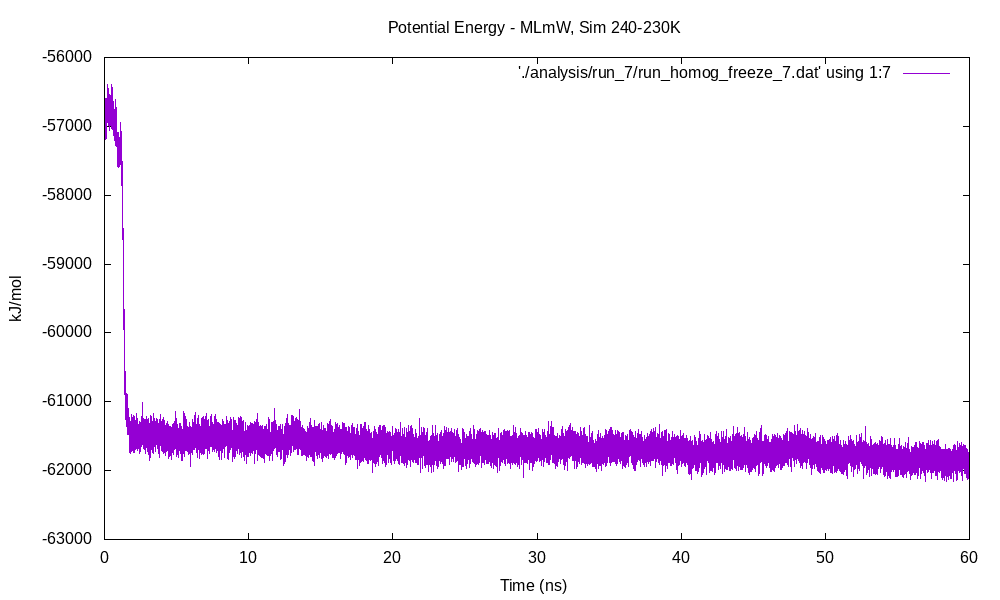 Potential Energy - MLmW, Sim 240-230K
'./analysis/run_7/run_homog_freeze_7.dat' using 1:7
-56000
-57000
-58000
-59000
-60000
-61000
-62000
-63000
kJ/mol
0 10 20 30 40 50 60
Time (ns)